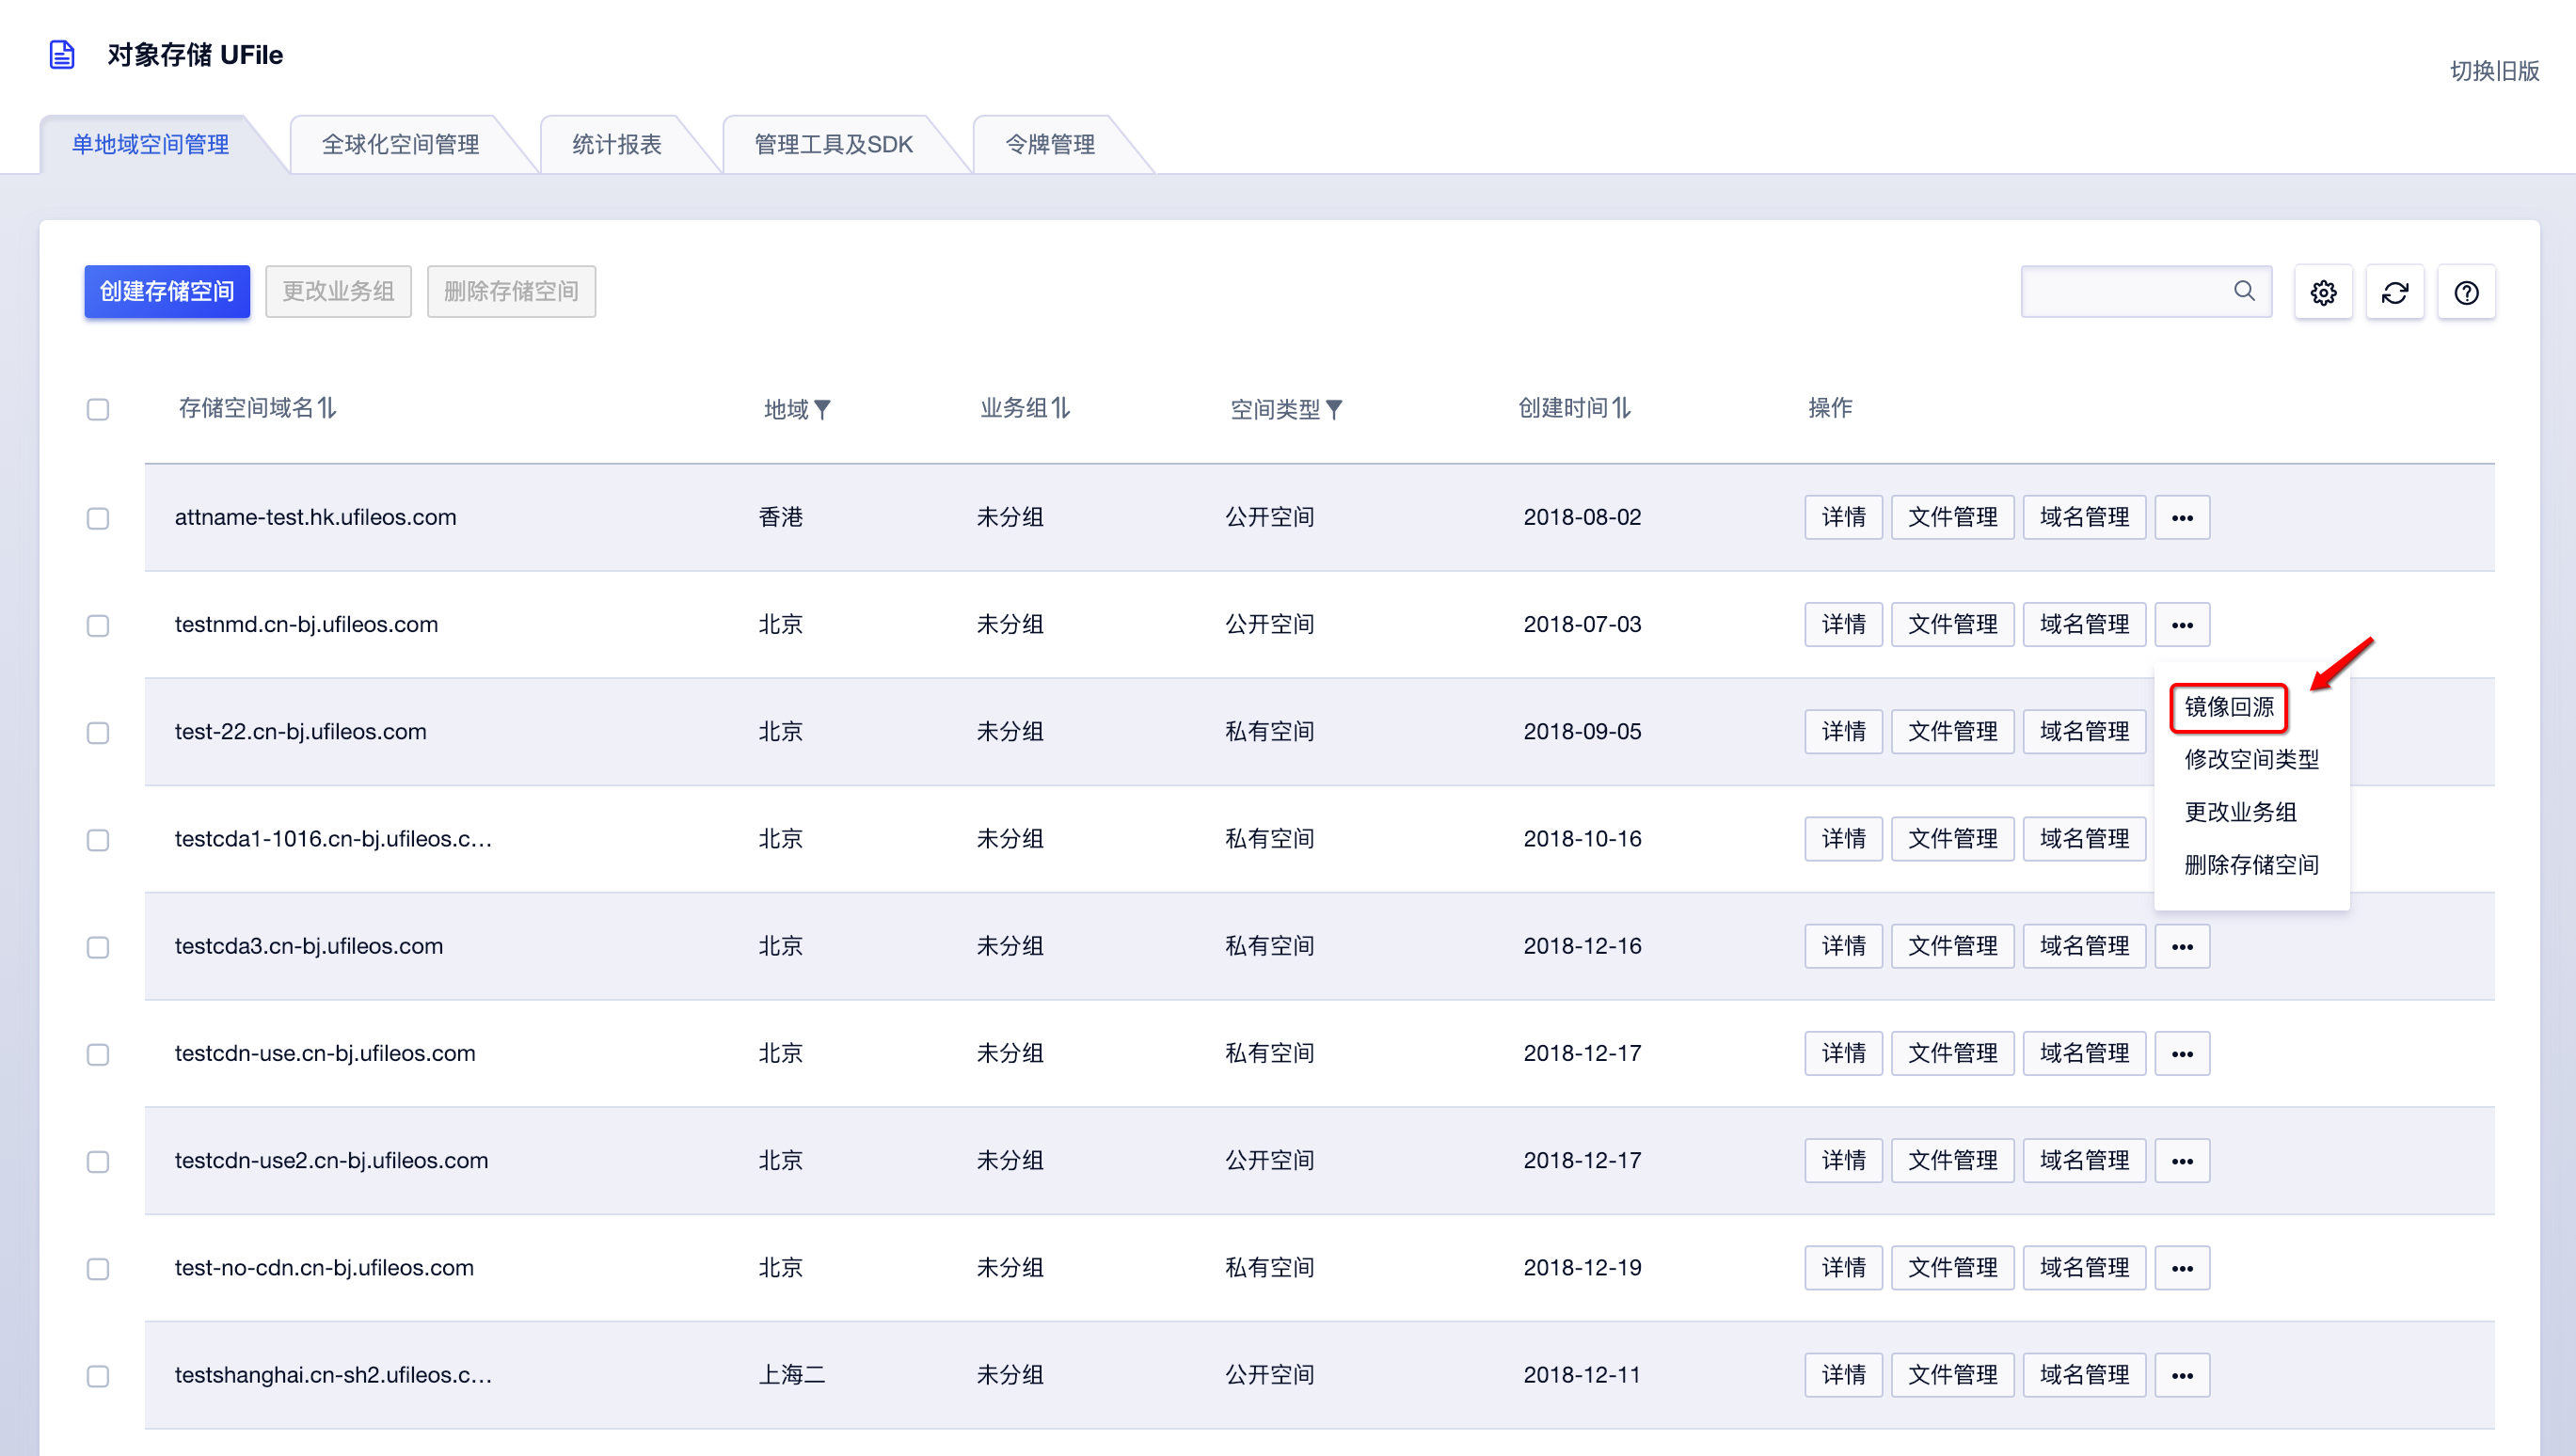 对象存储 UFile
切换旧版
单地域空间管理 全球化空间管理 统计报表 管理工具及SDK 令牌管理
创建存储空间 更改业务组 删除存储空间
存储空间域名 地域 业务组 空间类型 创建时间 操作
attname-test.hk.ufileos.com 香港 未分组 公开空间 2018-08-02 详情 文件管理 域名管理 •••
testnmd.cn-bj.ufileos.com 北京 未分组 公开空间 2018-07-03 详情 文件管理 域名管理 •••
镜像回源
test-22.cn-bj.ufileos.com 北京 未分组 私有空间 2018-09-05 详情 文件管理 域名管理
修改空间类型
更改业务组
testcda1-1016.cn-bj.ufileos.c... 北京 未分组 私有空间 2018-10-16 详情 文件管理 域名管理
删除存储空间
testcda3.cn-bj.ufileos.com 北京 未分组 私有空间 2018-12-16 详情 文件管理 域名管理 •••
testcdn-use.cn-bj.ufileos.com 北京 未分组 私有空间 2018-12-17 详情 文件管理 域名管理 •••
testcdn-use2.cn-bj.ufileos.com 北京 未分组 公开空间 2018-12-17 详情 文件管理 域名管理 •••
test-no-cdn.cn-bj.ufileos.com 北京 未分组 私有空间 2018-12-19 详情 文件管理 域名管理 •••
testshanghai.cn-sh2.ufileos.c... 上海二 未分组 公开空间 2018-12-11 详情 文件管理 域名管理 •••